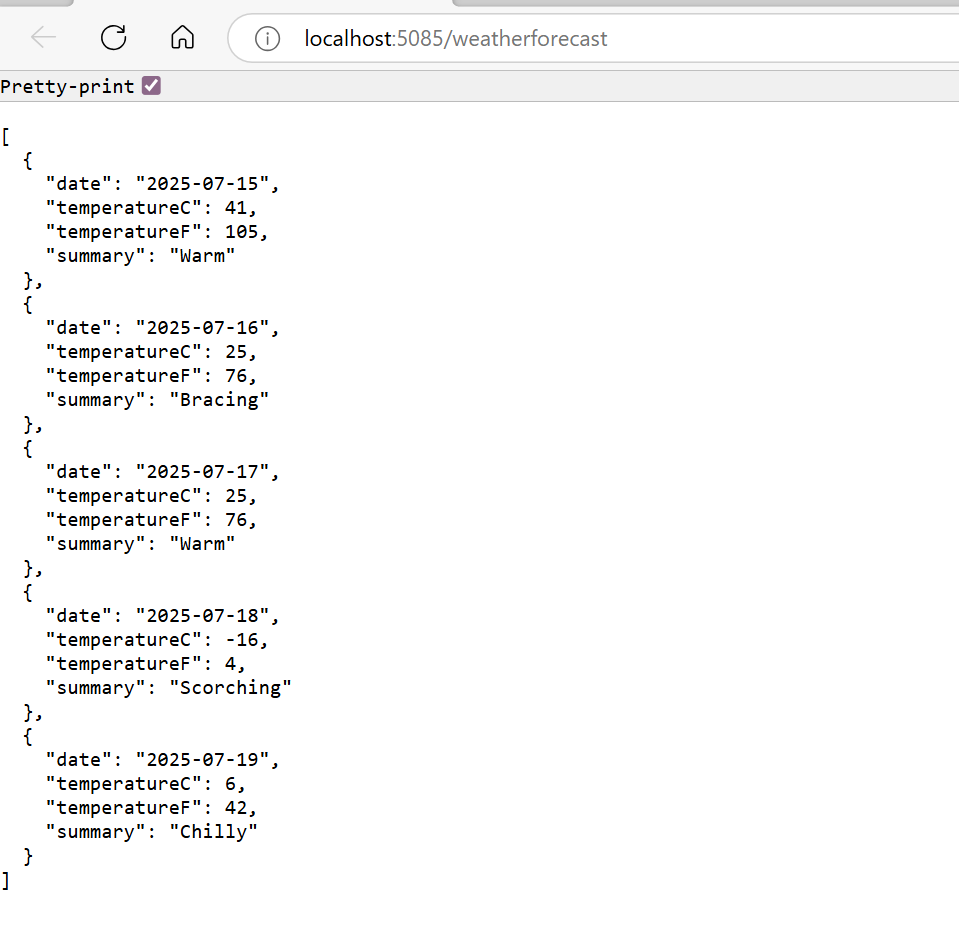 localhost:5085/weatherforecast
Pretty-print
[
  {
    "date": "2025-07-15",
    "temperatureC": 41,
    "temperatureF": 105,
    "summary": "Warm"
  },
  {
    "date": "2025-07-16",
    "temperatureC": 25,
    "temperatureF": 76,
    "summary": "Bracing"
  },
  {
    "date": "2025-07-17",
    "temperatureC": 25,
    "temperatureF": 76,
    "summary": "Warm"
  },
  {
    "date": "2025-07-18",
    "temperatureC": -16,
    "temperatureF": 4,
    "summary": "Scorching"
  },
  {
    "date": "2025-07-19",
    "temperatureC": 6,
    "temperatureF": 42,
    "summary": "Chilly"
  }
]